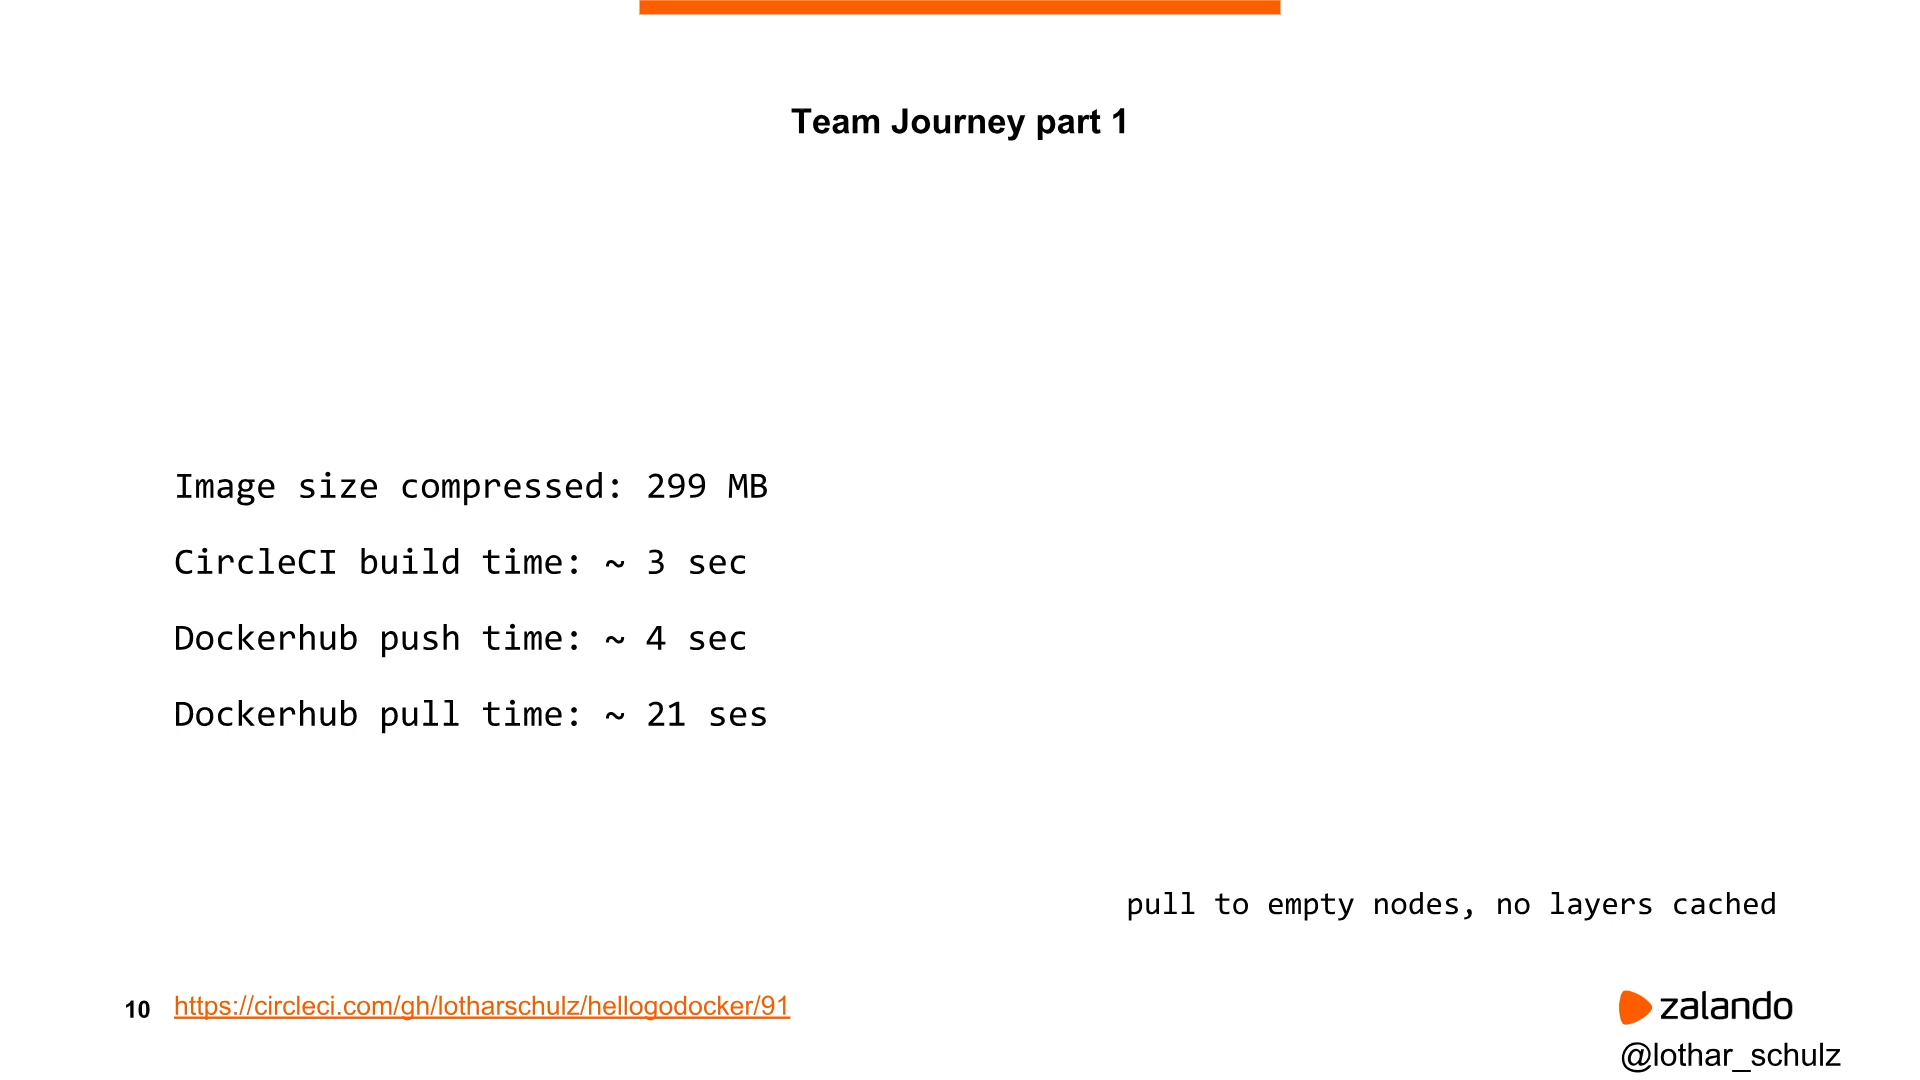 Team Journey part 1
Image size compressed: 299 MB
CircleCI build time: ~ 3 sec
Dockerhub push time: ~ 4 sec
Dockerhub pull time: ~ 21 ses
pull to empty nodes, no layers cached
10 https://circleci.com/gh/lotharschulz/hellogodocker/91
zalando
@lothar_schulz